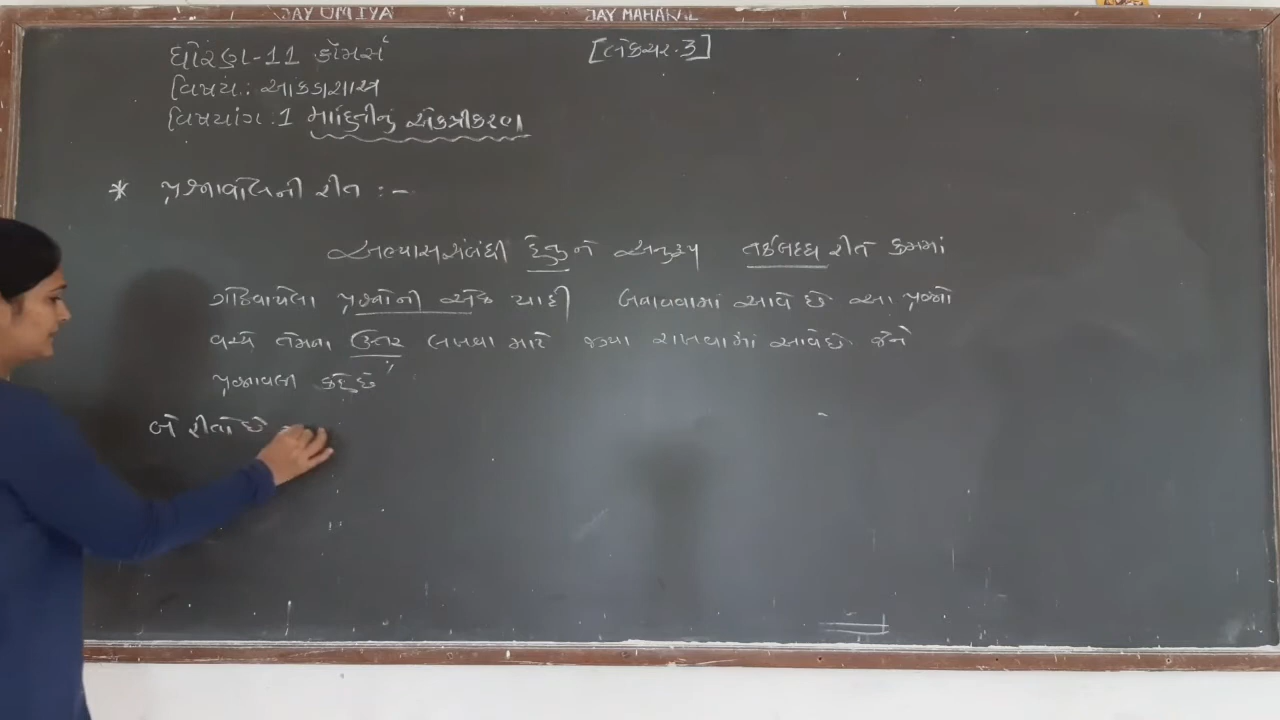 JAY UMIYA JAY MAHAKAL
ધોરણ-11 કોમર્સ [લેક્ચર-3]
વિષય : આંકડાશાસ્ત્ર
વિષયાંગ : 1 માહિતીનું એકત્રીકરણ
* પ્રશ્નાવલિની રીત :-
અભ્યાસસંબંધી હેતુને અનુરૂપ તર્કબધ્ધ રીતે ક્રમમાં
ગોઠવાયેલા પ્રશ્નોની એક યાદી બનાવવામાં આવે છે આ પ્રશ્નો
વચ્ચે તેમના ઉત્તર લખવા માટે જગ્યા રાખવામાં આવે છે જેને
પ્રશ્નાવલી કહે છે
બે રીતો છે